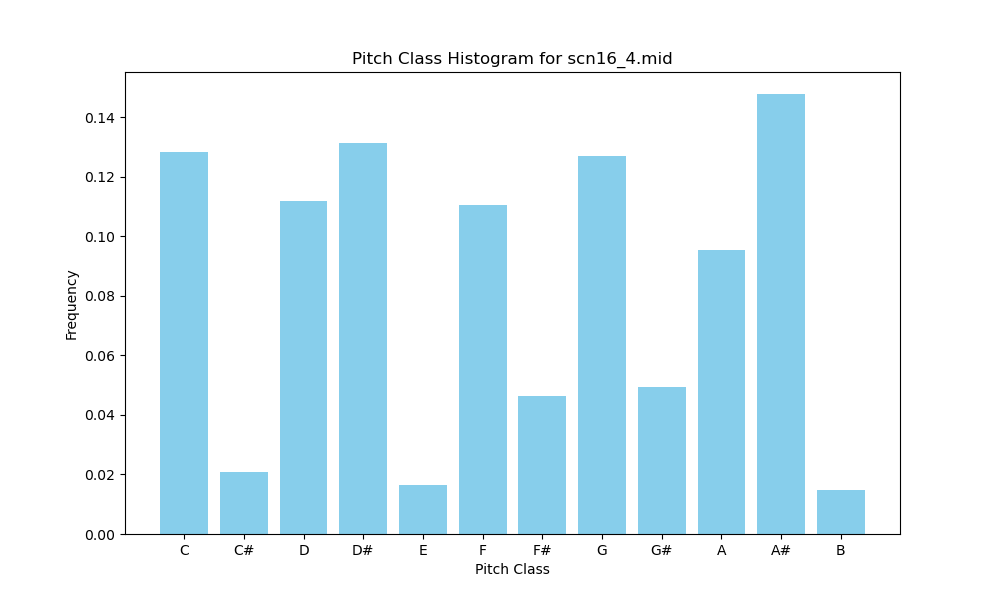 Pitch Class Histogram for scn16_4.mid
Frequency
0.14
0.12
0.10
0.08
0.06
0.04
0.02
0.00
C C# D D# E F F# G G# A A# B
Pitch Class